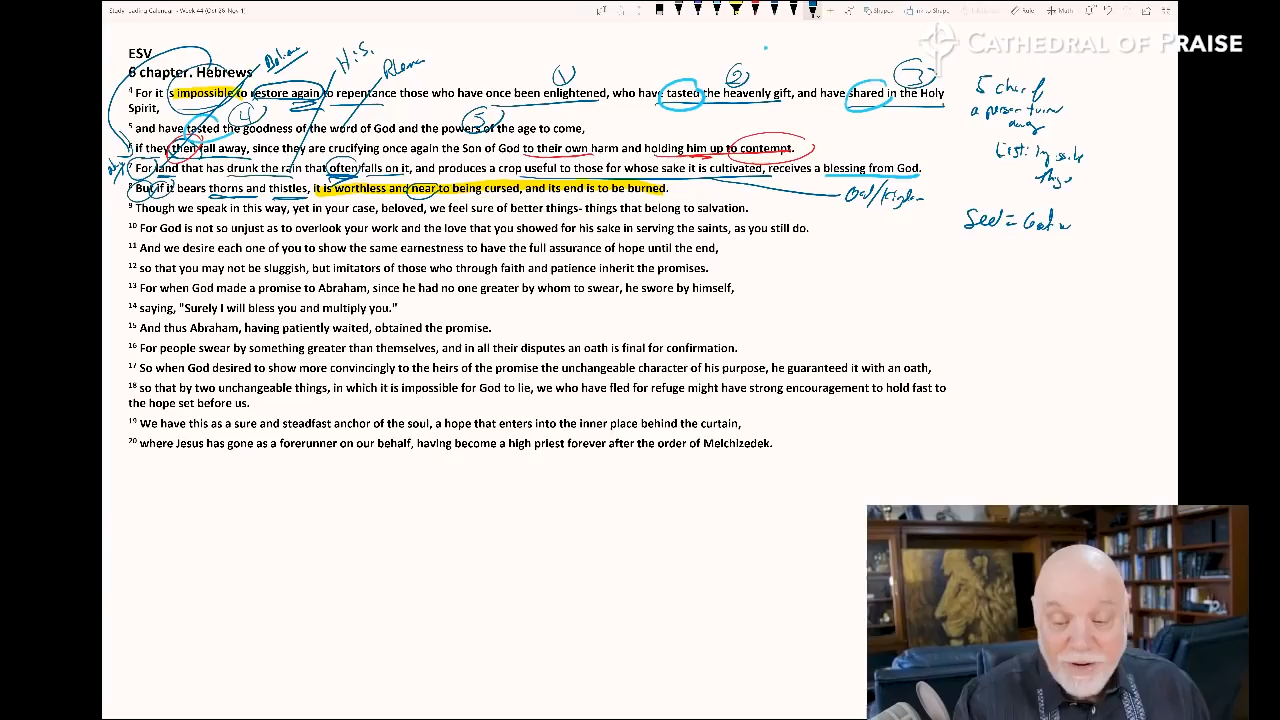 Study Reading Calendar - Week 44 (Oct 26-Nov 1)
Shapes Ink to Shape Rule Math
CATHEDRAL OF PRAISE
ESV
6 chapter. Hebrews
H.S.
1
2
3
4 For it is impossible to restore again to repentance those who have once been enlightened, who have tasted the heavenly gift, and have shared in the Holy
Spirit,
4
5
5 and have tasted the goodness of the word of God and the powers of the age to come,
6 if they then fall away, since they are crucifying once again the Son of God to their own harm and holding him up to contempt.
7 For land that has drunk the rain that often falls on it, and produces a crop useful to those for whose sake it is cultivated, receives a blessing from God.
8 But if it bears thorns and thistles, it is worthless and near to being cursed, and its end is to be burned.
9 Though we speak in this way, yet in your case, beloved, we feel sure of better things- things that belong to salvation.
10 For God is not so unjust as to overlook your work and the love that you showed for his sake in serving the saints, as you still do.
11 And we desire each one of you to show the same earnestness to have the full assurance of hope until the end,
12 so that you may not be sluggish, but imitators of those who through faith and patience inherit the promises.
13 For when God made a promise to Abraham, since he had no one greater by whom to swear, he swore by himself,
14 saying, "Surely I will bless you and multiply you."
15 And thus Abraham, having patiently waited, obtained the promise.
16 For people swear by something greater than themselves, and in all their disputes an oath is final for confirmation.
17 So when God desired to show more convincingly to the heirs of the promise the unchangeable character of his purpose, he guaranteed it with an oath,
18 so that by two unchangeable things, in which it is impossible for God to lie, we who have fled for refuge might have strong encouragement to hold fast to
the hope set before us.
19 We have this as a sure and steadfast anchor of the soul, a hope that enters into the inner place behind the curtain,
20 where Jesus has gone as a forerunner on our behalf, having become a high priest forever after the order of Melchizedek.
5 char of
a person
Seed =